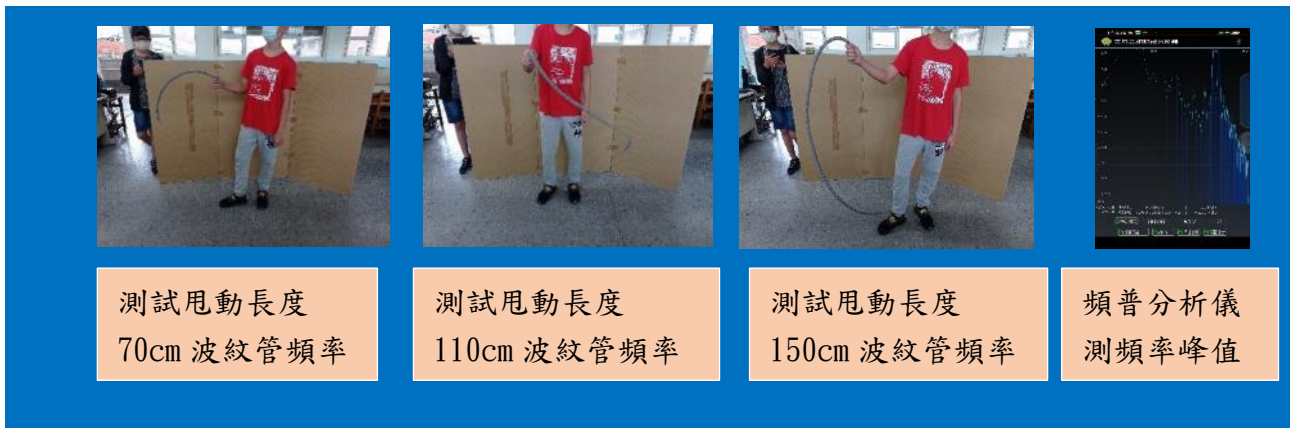 測試甩動長度
70cm 波紋管頻率
測試甩動長度
110cm 波紋管頻率
測試甩動長度
150cm 波紋管頻率
頻普分析儀
測頻率峰值